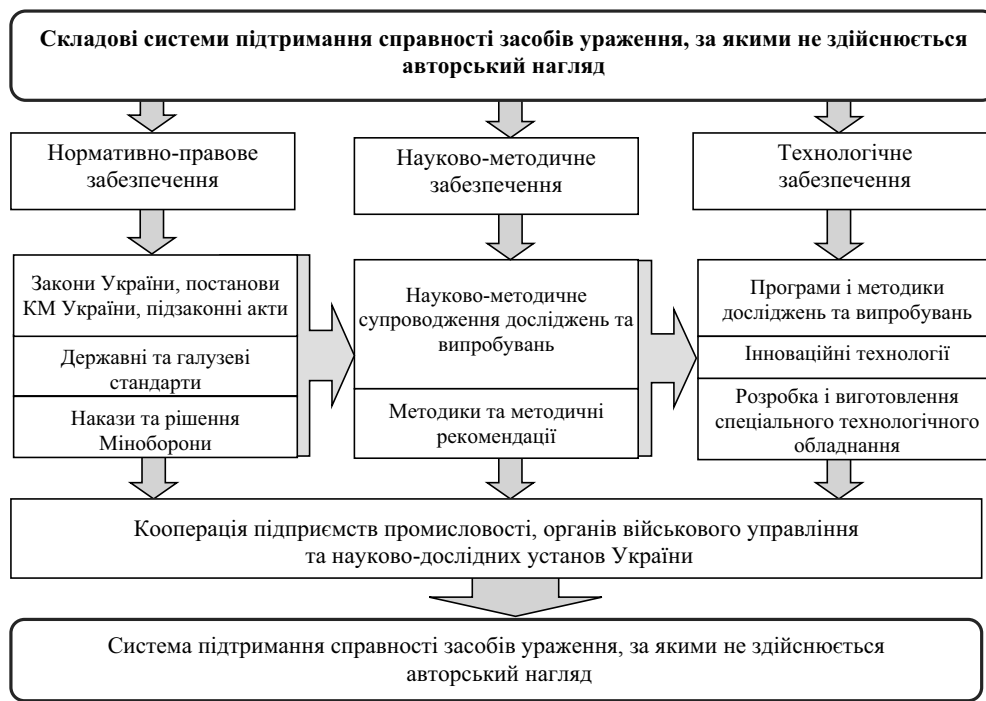 Складові системи підтримання справності засобів ураження, за якими не здійснюється
авторський нагляд
Нормативно-правове
забезпечення
Науково-методичне
забезпечення
Технологічне
забезпечення
Закони України, постанови
КМ України, підзаконні акти
Державні та галузеві
стандарти
Накази та рішення
Міноборони
Науково-методичне
супроводження досліджень та
випробувань
Методики та методичні
рекомендації
Програми і методики
досліджень та випробувань
Інноваційні технології
Розробка і виготовлення
спеціального технологічного
обладнання
Кооперація підприємств промисловості, органів військового управління
та науково-дослідних установ України
Система підтримання справності засобів ураження, за якими не здійснюється
авторський нагляд